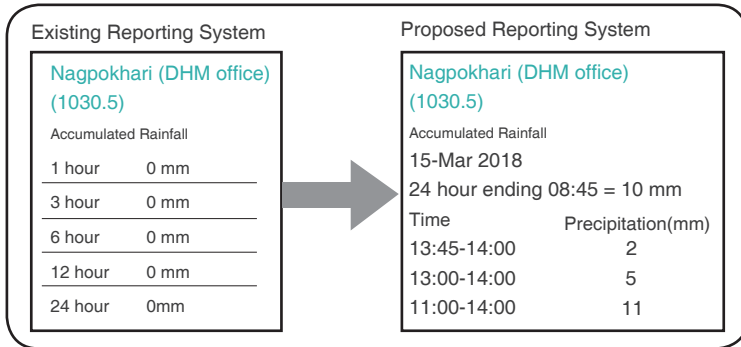 Existing Reporting System
Nagpokhari (DHM office)
(1030.5)
Accumulated Rainfall
1 hour 0 mm
3 hour 0 mm
6 hour 0 mm
12 hour 0 mm
24 hour 0mm
Proposed Reporting System
Nagpokhari (DHM office)
(1030.5)
Accumulated Rainfall
15-Mar 2018
24 hour ending 08:45 = 10 mm
Time Precipitation(mm)
13:45-14:00 2
13:00-14:00 5
11:00-14:00 11